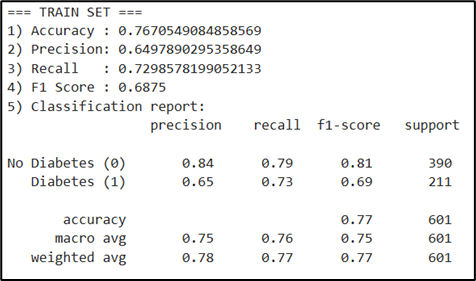 === TRAIN SET ===
1) Accuracy : 0.7670549084858569
2) Precision: 0.6497890295358649
3) Recall   : 0.7298578199052133
4) F1 Score : 0.6875
5) Classification report:
precision recall f1-score support
No Diabetes (0) 0.84 0.79 0.81 390
Diabetes (1) 0.65 0.73 0.69 211
accuracy 0.77 601
macro avg 0.75 0.76 0.75 601
weighted avg 0.78 0.77 0.77 601